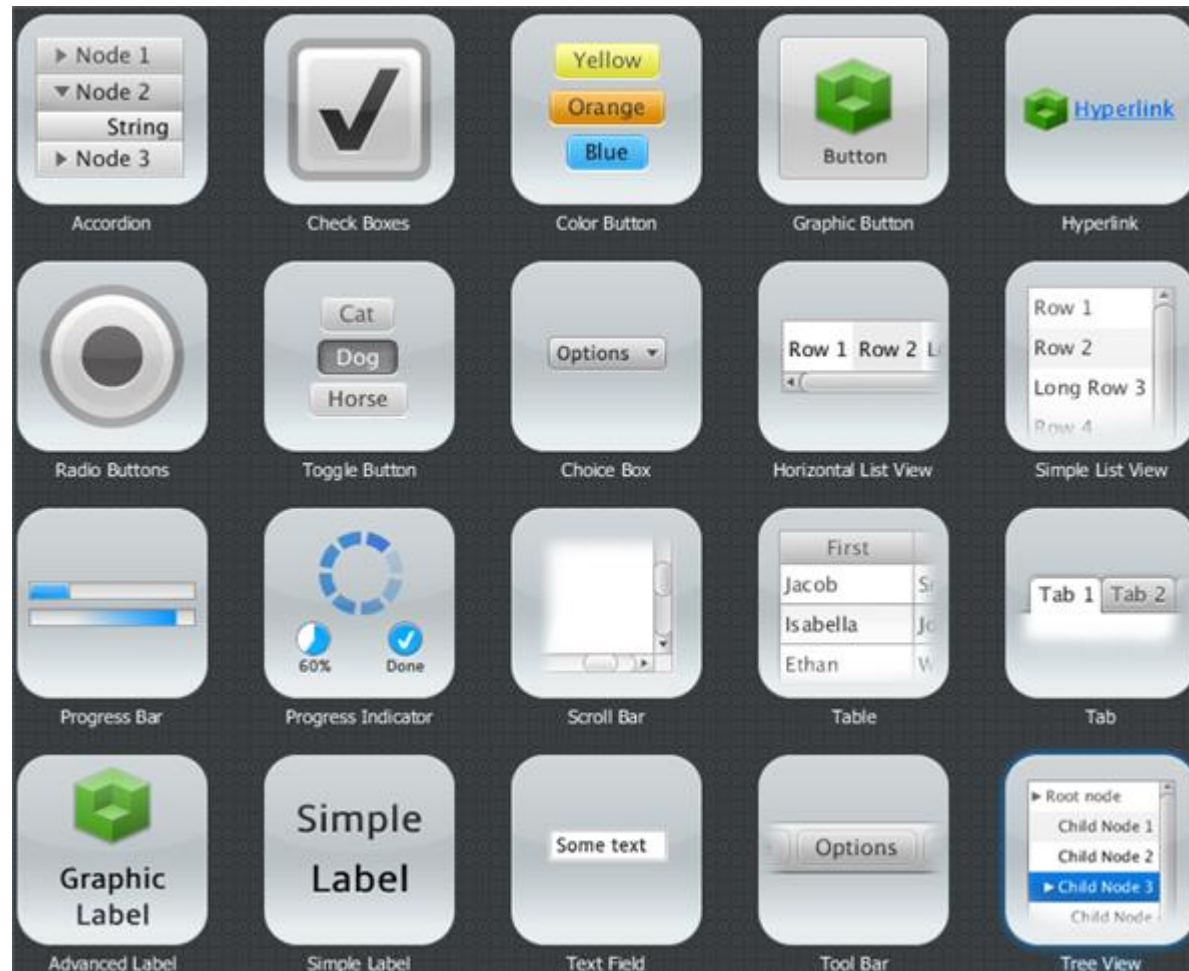 Node 1
Node 2
String
Node 3
Accordion
Check Boxes
Yellow
Orange
Blue
Color Button
Button
Graphic Button
Hyperlink
Hyperlink
Radio Buttons
Cat
Dog
Horse
Toggle Button
Options
Choice Box
Row 1 Row 2 L
Horizontal List View
Row 1
Row 2
Long Row 3
Row 4
Simple List View
Progress Bar
60% Done
Progress Indicator
Scroll Bar
First
Jacob
Isabella
Ethan
Table
Tab 1 Tab 2
Tab
Graphic
Label
Advanced Label
Simple
Label
Simple Label
Some text
Text Field
Options
Tool Bar
Root node
Child Node 1
Child Node 2
Child Node 3
Child Node
Tree View